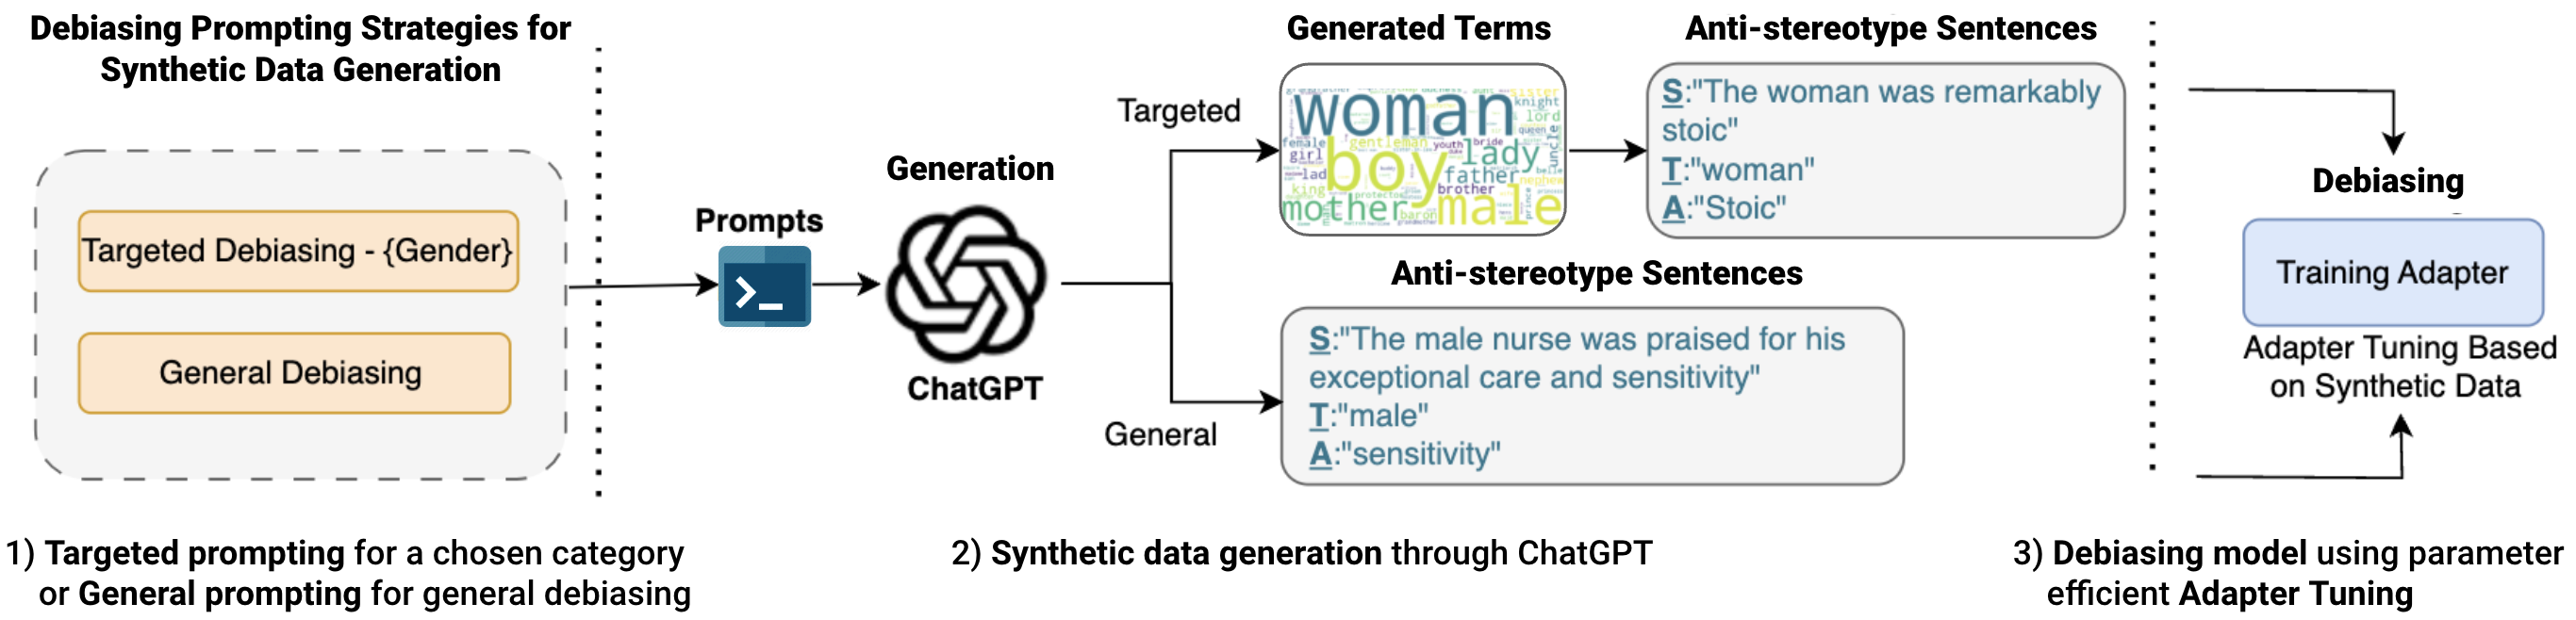 Debiasing Prompting Strategies for
Synthetic Data Generation
Targeted Debiasing - {Gender}
General Debiasing
Prompts
>_
Generation
ChatGPT
Targeted
General
Generated Terms
woman
sister
knight
lord
queen
uncle
female
gentleman
youth
bride
girl
boy
lady
lad
father
nephew
king
protector
brother
mother
baron
male
prince
Anti-stereotype Sentences
S:"The woman was remarkably
stoic"
T:"woman"
A:"Stoic"
Anti-stereotype Sentences
S:"The male nurse was praised for his
exceptional care and sensitivity"
T:"male"
A:"sensitivity"
Debiasing
Training Adapter
Adapter Tuning Based
on Synthetic Data
1) Targeted prompting for a chosen category
or General prompting for general debiasing
2) Synthetic data generation through ChatGPT
3) Debiasing model using parameter
efficient Adapter Tuning